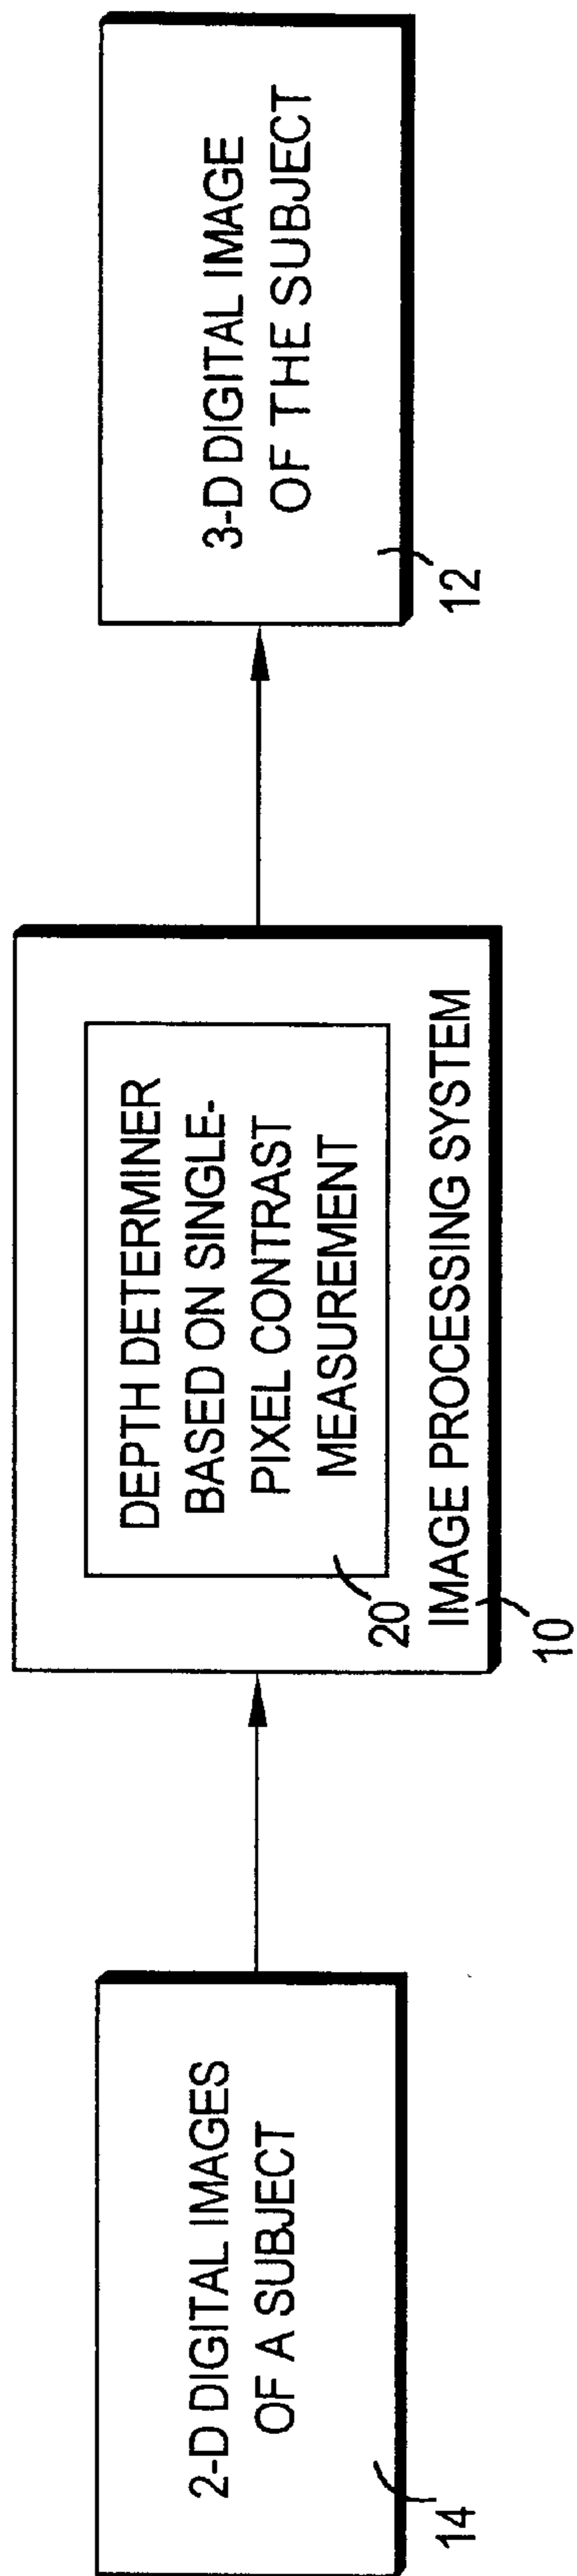 2-D DIGITAL IMAGES
OF A SUBJECT
14
DEPTH DETERMINER
BASED ON SINGLE-
PIXEL CONTRAST
MEASUREMENT
20
IMAGE PROCESSING SYSTEM
10
3-D DIGITAL IMAGE
OF THE SUBJECT
12